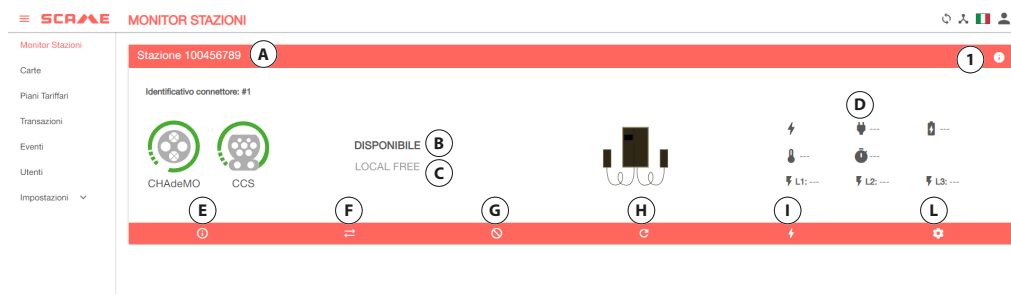 SCAME
MONITOR STAZIONI
Monitor Stazioni
Carte
Piani Tariffari
Transazioni
Eventi
Utenti
Impostazioni
Stazione 100456789
A
1
Identificativo connettore: #1
CHAdeMO
CCS
DISPONIBILE
B
LOCAL FREE
C
D
---
---
---
---
L1: ---
L2: ---
L3: ---
E
F
G
H
I
L